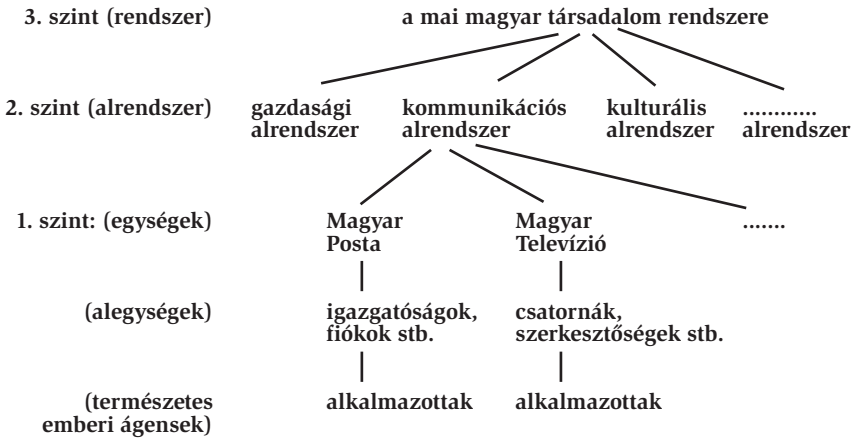 3. szint (rendszer) a mai magyar társadalom rendszere
2. szint (alrendszer) gazdasági kommunikációs kulturális ............
alrendszer alrendszer alrendszer alrendszer
1. szint: (egységek) Magyar Magyar .......
Posta Televízió
(alegységek) igazgatóságok, csatornák,
fiókok stb. szerkesztőségek stb.
(természetes alkalmazottak alkalmazottak
emberi ágensek)